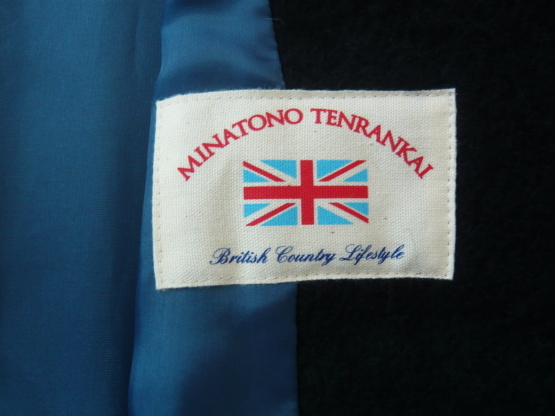 MINATONO TENRANKAI
British Country Lifestyle